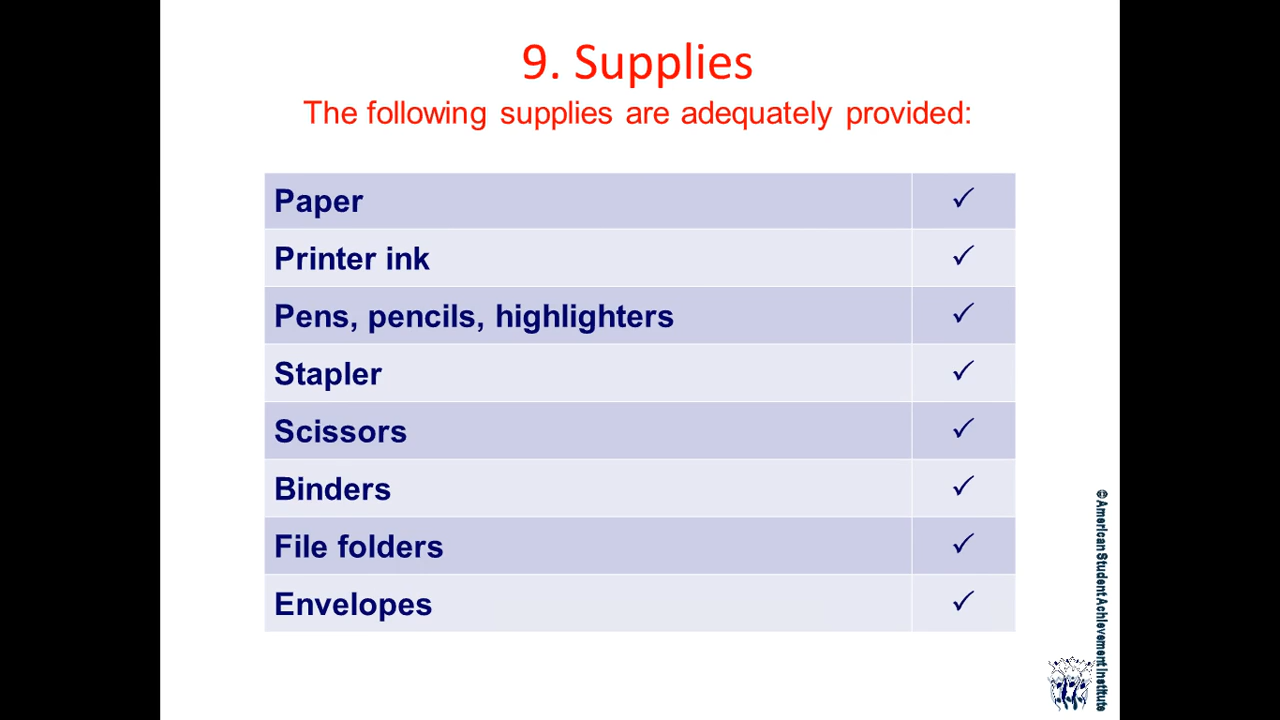 9. Supplies
The following supplies are adequately provided:
Paper ✓
Printer ink ✓
Pens, pencils, highlighters ✓
Stapler ✓
Scissors ✓
Binders ✓
File folders ✓
Envelopes ✓
© American Student Achievement Institute